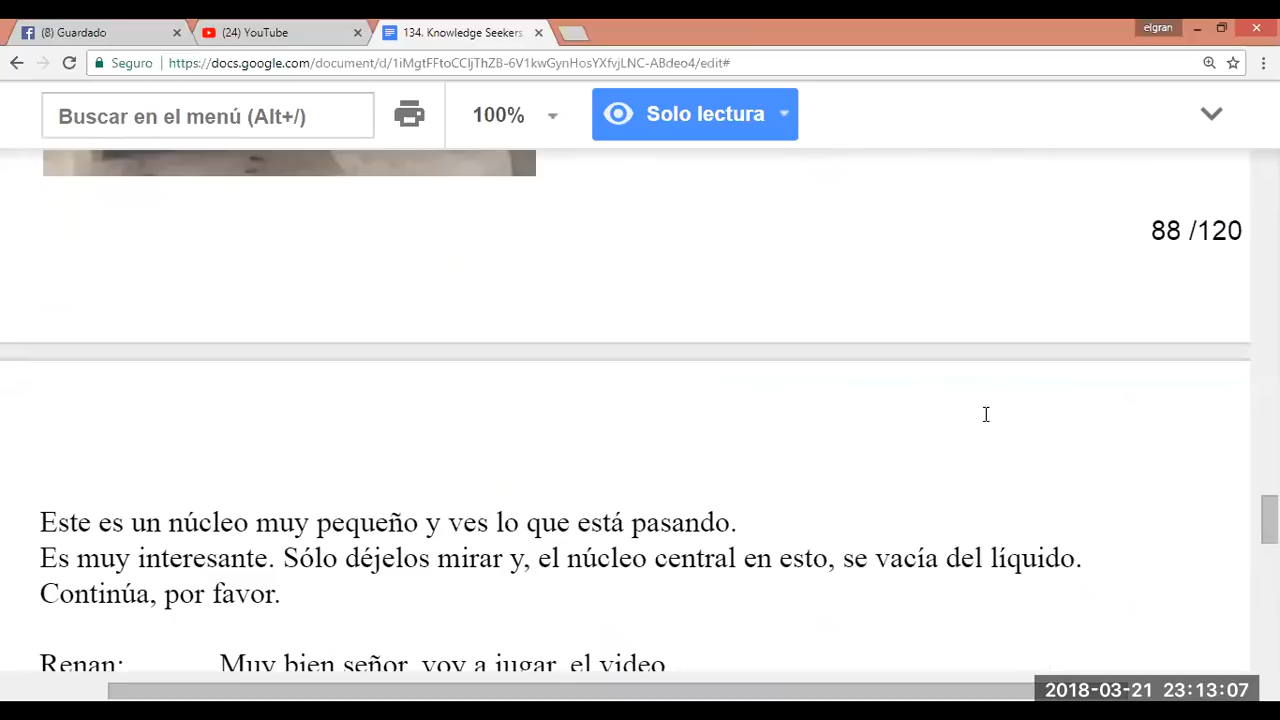 (8) Guardado
(24) YouTube
134. Knowledge Seekers
elgran
Seguro
https://docs.google.com/document/d/1iMgtFFtoCCljThZB-6V1kwGynHosYXfvjLNC-ABdeo4/edit#
Buscar en el menú (Alt+/)
100%
Solo lectura
88 /120
Este es un núcleo muy pequeño y ves lo que está pasando.
Es muy interesante. Sólo déjelos mirar y, el núcleo central en esto, se vacía del líquido.
Continúa, por favor.
Renan: Muy bien señor, voy a jugar, el video
2018-03-21 23:13:07